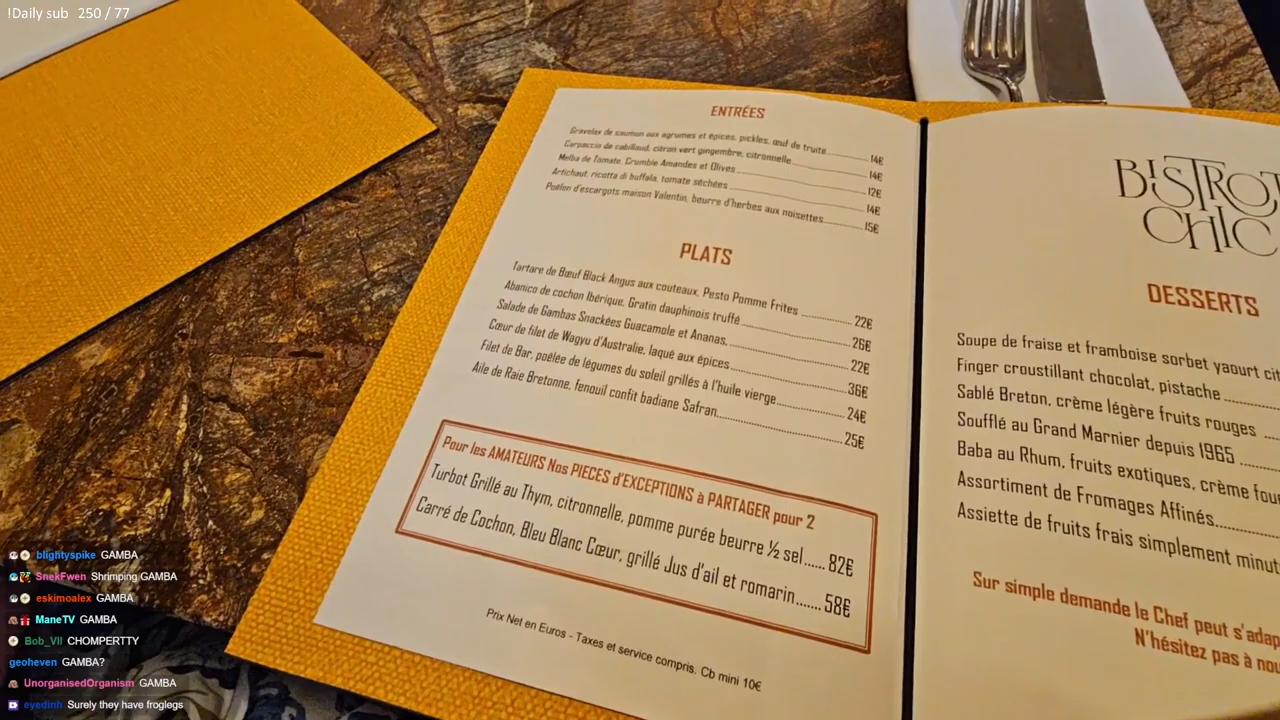 !Daily sub 250 / 77
ENTRÉES
Gravelax de saumon aux agrumes et épices, pickles, œuf de truite 14€
Carpaccio de cabillaud, citron vert gingembre, citronnelle 14€
Melba de Tomate, Crumble Amandes et Olives 12€
Artichaut, ricotta di buffala, tomate séchées 14€
Poêlon d'escargots maison Valentin, beurre d'herbes aux noisettes 15€
PLATS
Tartare de Bœuf Black Angus aux couteaux, Pesto Pomme Frites 22€
Abanico de cochon Ibérique, Gratin dauphinois truffé 26€
Salade de Gambas Snackées Guacamole et Ananas. 22€
Cœur de filet de Wagyu d'Australie, laqué aux épices 36€
Filet de Bar, poêlée de légumes du soleil grillés à l'huile vierge 24€
Aile de Raie Bretonne, fenouil confit badiane Safran 25€
Pour les AMATEURS Nos PIECES d'EXCEPTIONS à PARTAGER pour 2
Turbot Grillé au Thym, citronnelle, pomme purée beurre ½ sel..... 82€
Carré de Cochon, Bleu Blanc Cœur, grillé Jus d'ail et romarin....... 58€
Prix Net en Euros - Taxes et service compris. Cb mini 10€
BISTROT
CHIC
DESSERTS
Soupe de fraise et framboise sorbet yaourt cit
Finger croustillant chocolat, pistache
Sablé Breton, crème légère fruits rouges
Soufflé au Grand Marnier depuis 1965
Baba au Rhum, fruits exotiques, crème fou
Assortiment de Fromages Affinés
Assiette de fruits frais simplement minut
Sur simple demande le Chef peut s'adap
N'hésitez pas à nou
blightyspike GAMBA
SnekFwen Shrimping GAMBA
eskimoalex GAMBA
ManeTV GAMBA
Bob_VII CHOMPERTTY
geoheven GAMBA?
UnorganisedOrganism GAMBA
eyedinh Surely they have froglegs